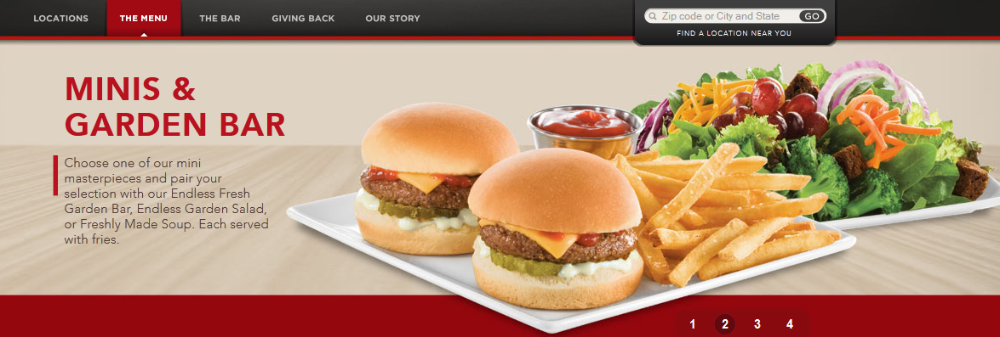 LOCATIONS THE MENU THE BAR GIVING BACK OUR STORY
Zip code or City and State GO
FIND A LOCATION NEAR YOU
MINIS &
GARDEN BAR
Choose one of our mini
masterpieces and pair your
selection with our Endless Fresh
Garden Bar, Endless Garden Salad,
or Freshly Made Soup. Each served
with fries.
1 2 3 4